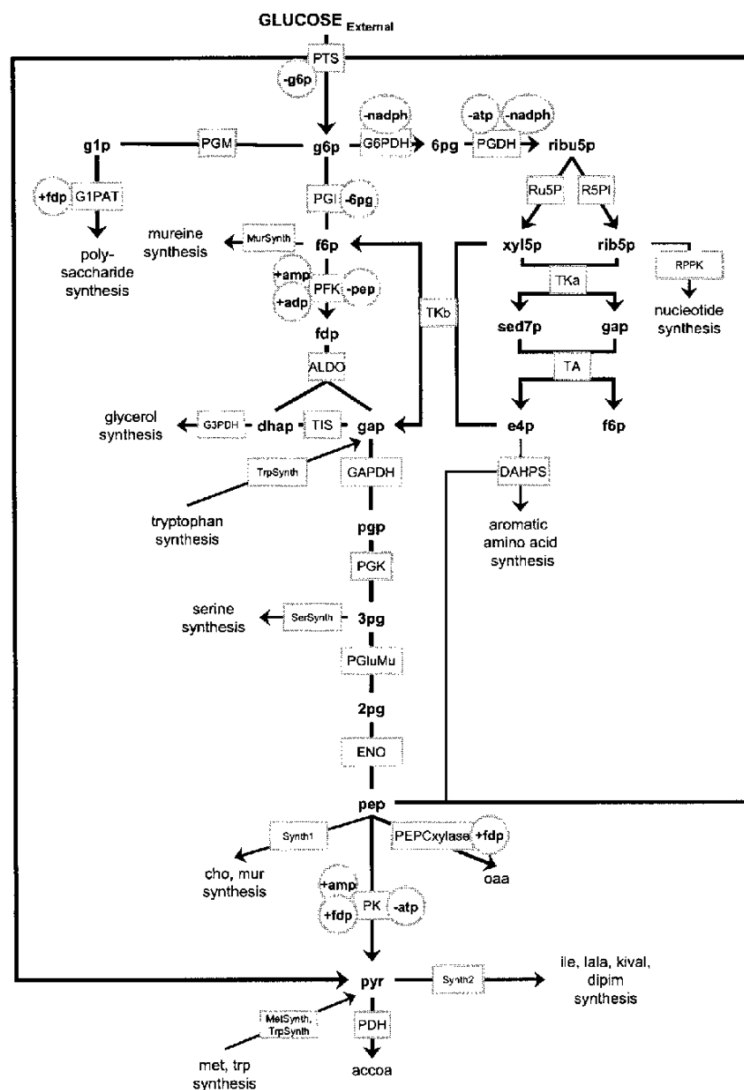 GLUCOSE External
PTS
-g6p
-nadph
-atp
-nadph
g1p
PGM
g6p
G6PDH
6pg
PGDH
ribu5p
+fdp
G1PAT
PGI
-6pg
Ru5P
R5PI
poly-
saccharide
synthesis
mureine
synthesis
MurSynth
f6p
xyl5p
rib5p
RPPK
nucleotide
synthesis
+amp
+adp
PFK
-pep
TKb
TKa
fdp
sed7p
gap
ALDO
TA
glycerol
synthesis
G3PDH
dhap
TIS
gap
e4p
f6p
TrpSynth
GAPDH
DAHPS
tryptophan
synthesis
aromatic
amino acid
synthesis
pgp
PGK
serine
synthesis
SerSynth
3pg
PGluMu
2pg
ENO
pep
Synth1
PEPCxylase
+fdp
cho, mur
synthesis
oaa
+amp
+fdp
PK
-atp
pyr
Synth2
ile, lala, kival,
dipim
synthesis
MetSynth,
TrpSynth
PDH
met, trp
synthesis
accoa